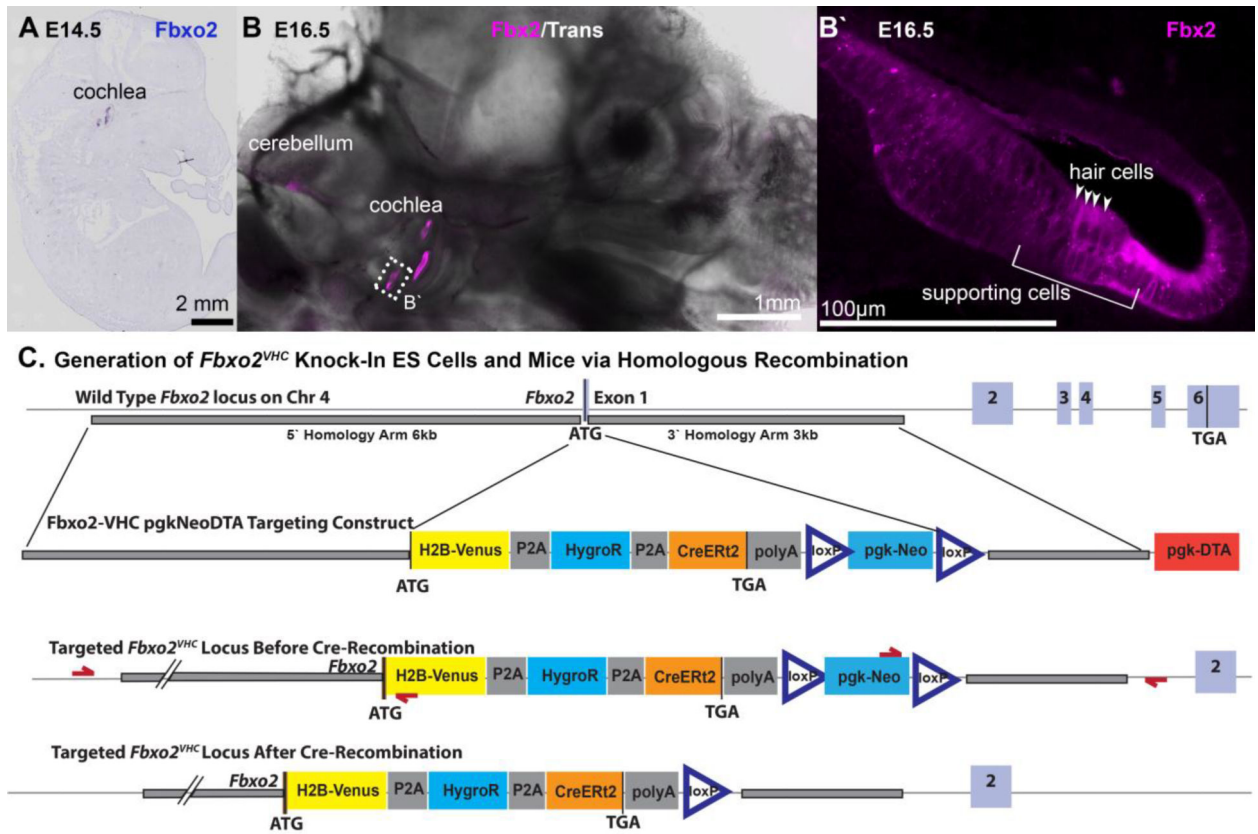 A E14.5 Fbxo2
cochlea
2 mm
B E16.5 Fbx2/Trans
cerebellum
cochlea
B`
1mm
B` E16.5 Fbx2
hair cells
supporting cells
100µm
C. Generation of Fbxo2VHC Knock-In ES Cells and Mice via Homologous Recombination
Wild Type Fbxo2 locus on Chr 4 Fbxo2 Exon 1 2 3 4 5 6
5` Homology Arm 6kb ATG 3` Homology Arm 3kb TGA
Fbxo2-VHC pgkNeoDTA Targeting Construct
H2B-Venus P2A HygroR P2A CreERt2 polyA loxP pgk-Neo loxP pgk-DTA
ATG TGA
Targeted Fbxo2VHC Locus Before Cre-Recombination
Fbxo2 H2B-Venus P2A HygroR P2A CreERt2 polyA loxP pgk-Neo loxP 2
ATG TGA
Targeted Fbxo2VHC Locus After Cre-Recombination
Fbxo2 H2B-Venus P2A HygroR P2A CreERt2 polyA loxP 2
ATG TGA